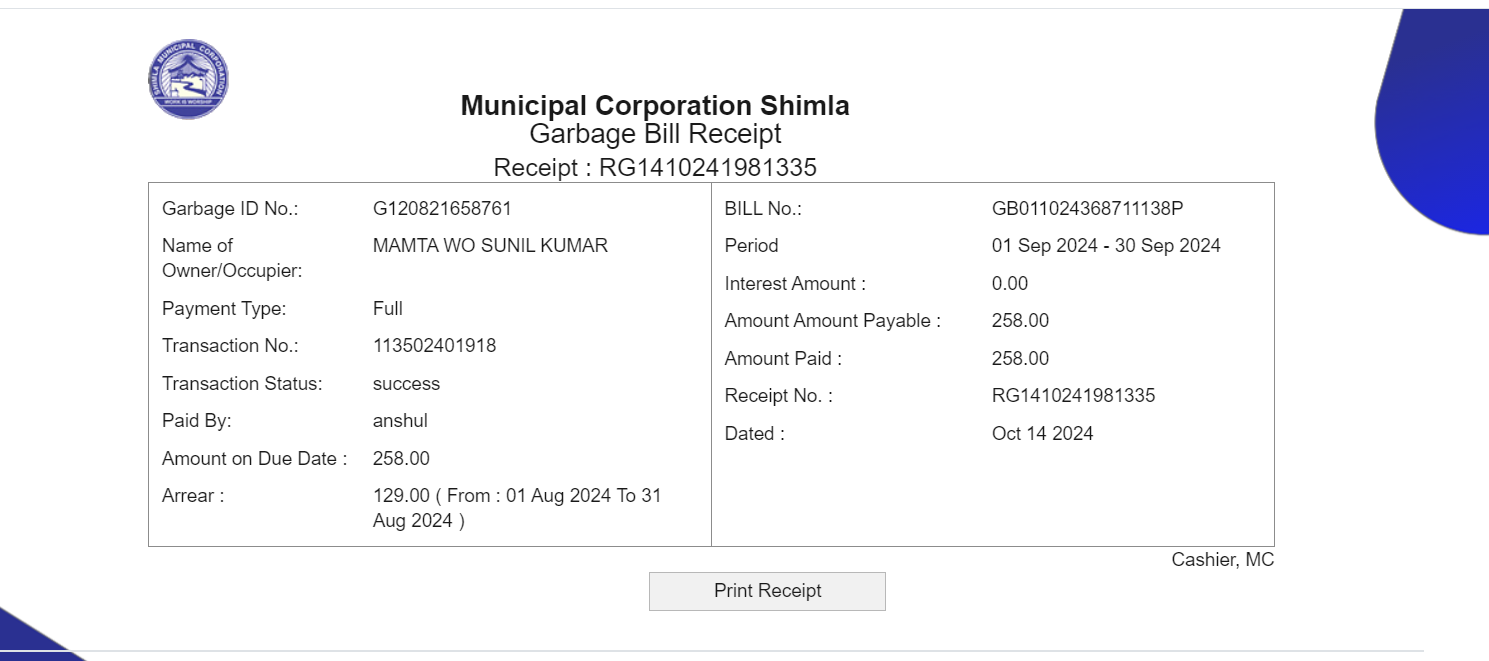 SHIMLA MUNICIPAL CORPORATION
WORK IS WORSHIP
Municipal Corporation Shimla
Garbage Bill Receipt
Receipt : RG1410241981335
Garbage ID No.: G120821658761
Name of Owner/Occupier: MAMTA WO SUNIL KUMAR
Payment Type: Full
Transaction No.: 113502401918
Transaction Status: success
Paid By: anshul
Amount on Due Date : 258.00
Arrear : 129.00 ( From : 01 Aug 2024 To 31
Aug 2024 )
BILL No.: GB011024368711138P
Period 01 Sep 2024 - 30 Sep 2024
Interest Amount : 0.00
Amount Amount Payable : 258.00
Amount Paid : 258.00
Receipt No. : RG1410241981335
Dated : Oct 14 2024
Cashier, MC
Print Receipt